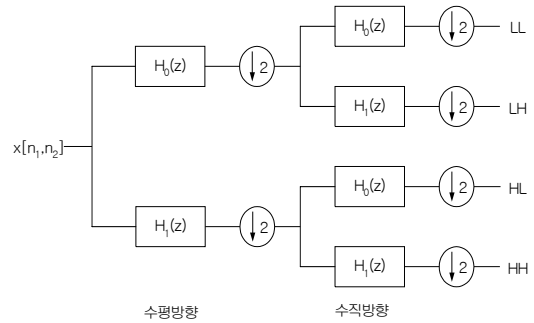 H₀(z) ↓2 LL
H₀(z) ↓2
H₁(z) ↓2 LH
x[n₁,n₂]
H₀(z) ↓2 HL
H₁(z) ↓2
H₁(z) ↓2 HH
수평방향 수직방향